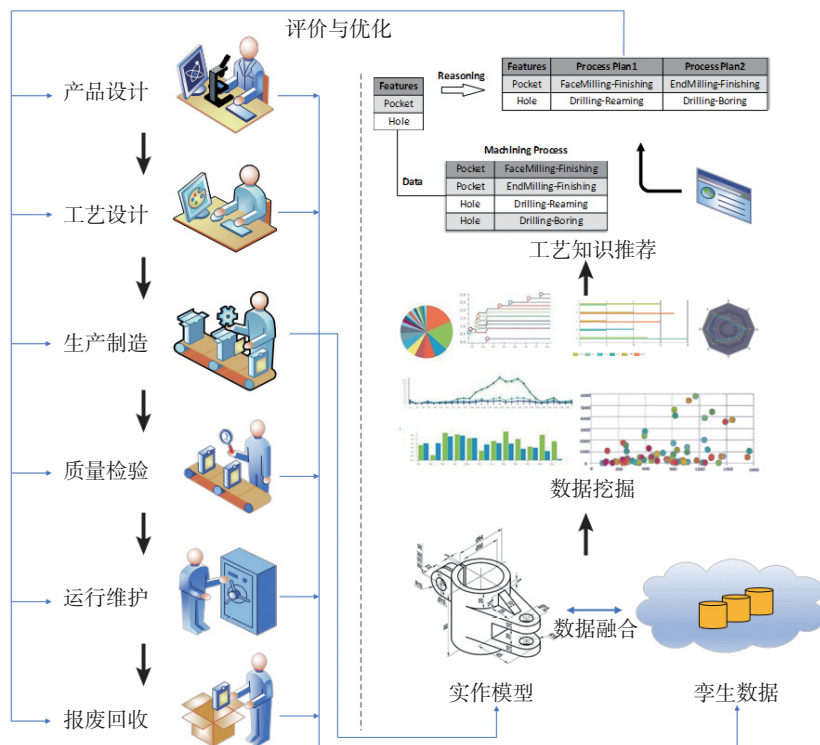 评价与优化
产品设计
工艺设计
生产制造
质量检验
运行维护
报废回收
Features
Pocket
Hole
Reasoning
Features Process Plan1 Process Plan2
Pocket FaceMilling-Finishing EndMilling-Finishing
Hole Drilling-Reaming Drilling-Boring
Data
Machining Process
Pocket FaceMilling-Finishing
Pocket EndMilling-Finishing
Hole Drilling-Reaming
Hole Drilling-Boring
工艺知识推荐
数据挖掘
数据融合
实作模型
孪生数据